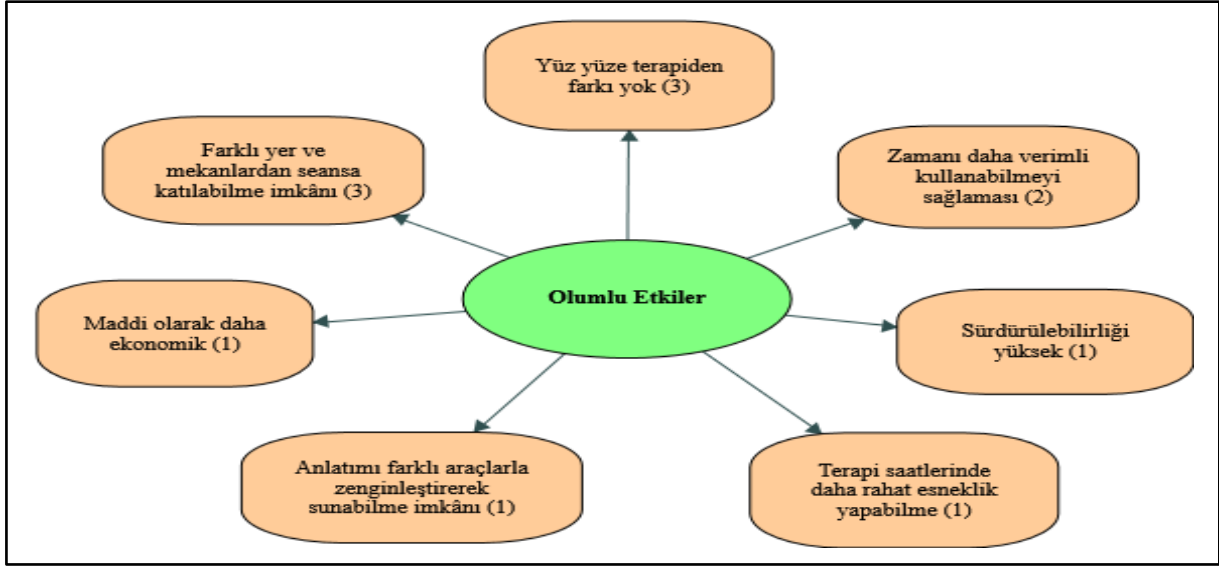 Yüz yüze terapiden
farkı yok (3)
Farklı yer ve
mekanlardan seansa
katılabilme imkânı (3)
Zamanı daha verimli
kullanabilmeyi
sağlaması (2)
Olumlu Etkiler
Maddi olarak daha
ekonomik (1)
Sürdürülebilirliği
yüksek (1)
Anlatımı farklı araçlarla
zenginleştirerek
sunabilme imkânı (1)
Terapi saatlerinde
daha rahat esneklik
yapabilme (1)